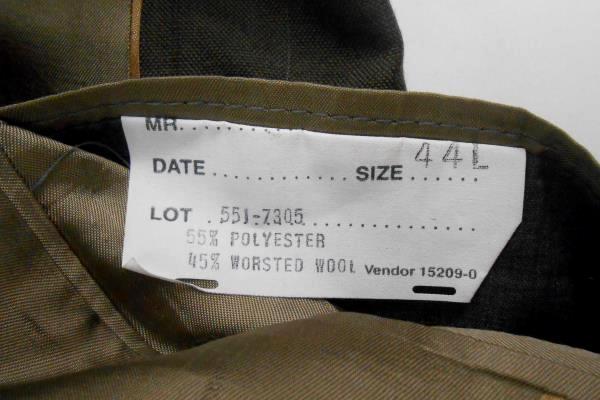 MR...........
DATE............ SIZE ...44L......
LOT .551-7305.................
55% POLYESTER
45% WORSTED WOOL Vendor 15209-0